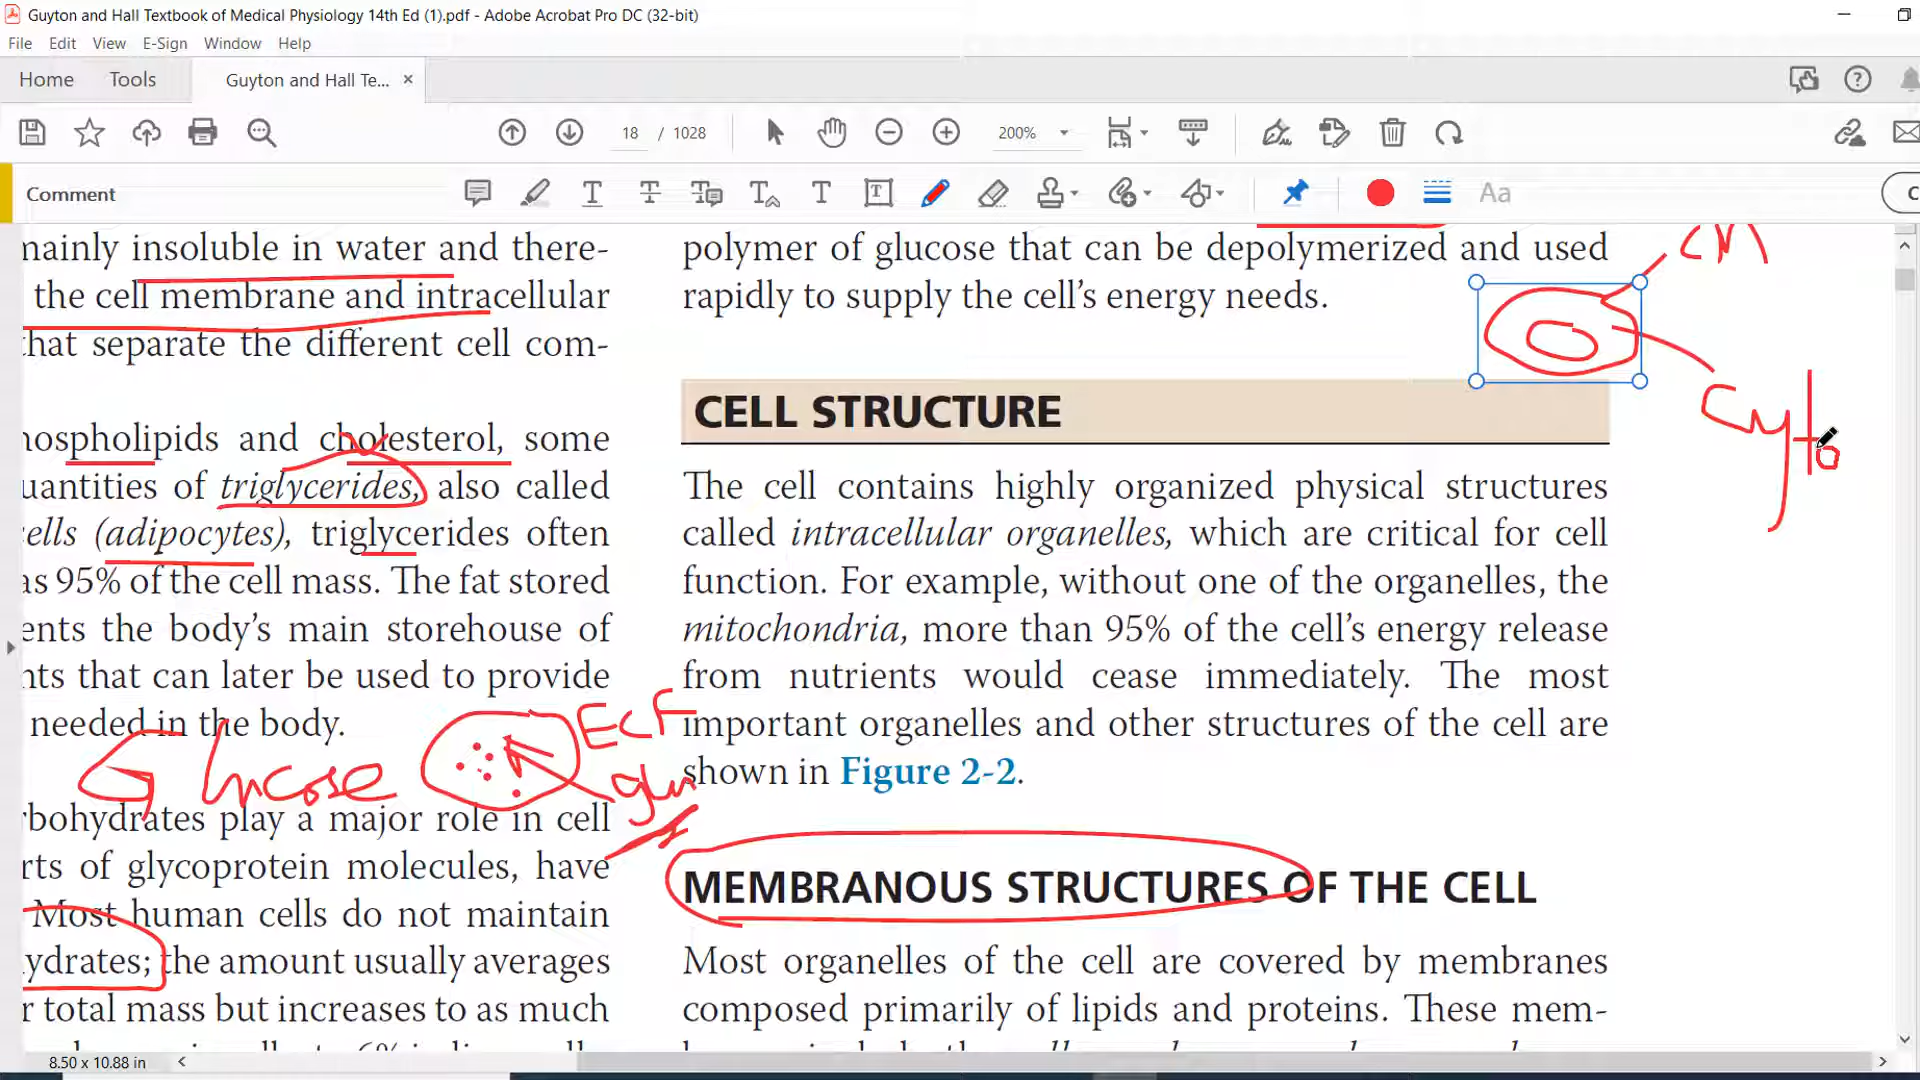 Guyton and Hall Textbook of Medical Physiology 14th Ed (1).pdf - Adobe Acrobat Pro DC (32-bit)
File Edit View E-Sign Window Help
Home Tools Guyton and Hall Te... ×
18 / 1028 200%
Comment Aa C
mainly insoluble in water and there-
the cell membrane and intracellular
that separate the different cell com-
hospholipids and cholesterol, some
uantities of triglycerides, also called
cells (adipocytes), triglycerides often
as 95% of the cell mass. The fat stored
ents the body's main storehouse of
nts that can later be used to provide
needed in the body.
Glucose
ECF
glu
rbohydrates play a major role in cell
rts of glycoprotein molecules, have
Most human cells do not maintain
ydrates; the amount usually averages
r total mass but increases to as much
polymer of glucose that can be depolymerized and used
rapidly to supply the cell's energy needs.
CM
Cyto
CELL STRUCTURE
The cell contains highly organized physical structures
called intracellular organelles, which are critical for cell
function. For example, without one of the organelles, the
mitochondria, more than 95% of the cell's energy release
from nutrients would cease immediately. The most
important organelles and other structures of the cell are
shown in Figure 2-2.
MEMBRANOUS STRUCTURES OF THE CELL
Most organelles of the cell are covered by membranes
composed primarily of lipids and proteins. These mem-
8.50 x 10.88 in